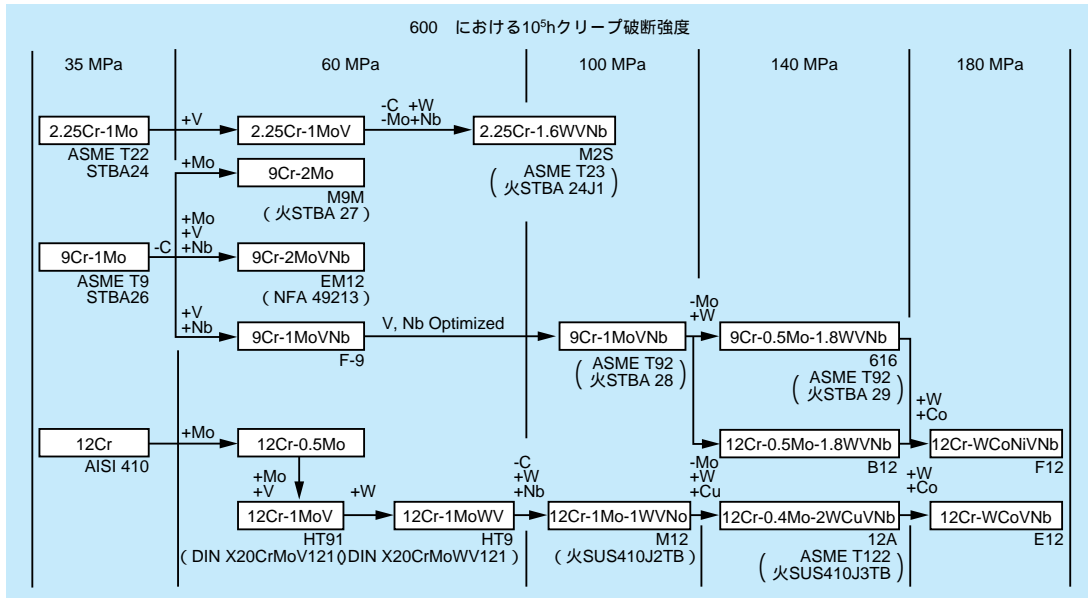 600　における10⁵hクリープ破断強度
35 MPa
60 MPa
100 MPa
140 MPa
180 MPa
2.25Cr-1Mo
ASME T22
STBA24
+V
2.25Cr-1MoV
-C +W
-Mo+Nb
2.25Cr-1.6WVNb
M2S
(ASME T23
火STBA 24J1)
+Mo
9Cr-2Mo
M9M
(火STBA 27)
9Cr-1Mo
ASME T9
STBA26
-C
+Mo
+V
+Nb
9Cr-2MoVNb
EM12
(NFA 49213)
+V
+Nb
9Cr-1MoVNb
F-9
V, Nb Optimized
9Cr-1MoVNb
(ASME T92
火STBA 28)
-Mo
+W
9Cr-0.5Mo-1.8WVNb
616
(ASME T92
火STBA 29)
+W
+Co
12Cr
AISI 410
+Mo
12Cr-0.5Mo
12Cr-0.5Mo-1.8WVNb
B12
12Cr-WCoNiVNb
F12
+Mo
+V
12Cr-1MoV
HT91
(DIN X20CrMoV121)
+W
12Cr-1MoWV
HT9
(DIN X20CrMoWV121)
-C
+W
+Nb
12Cr-1Mo-1WVNo
M12
(火SUS410J2TB)
-Mo
+W
+Cu
12Cr-0.4Mo-2WCuVNb
12A
(ASME T122
火SUS410J3TB)
+W
+Co
12Cr-WCoVNb
E12